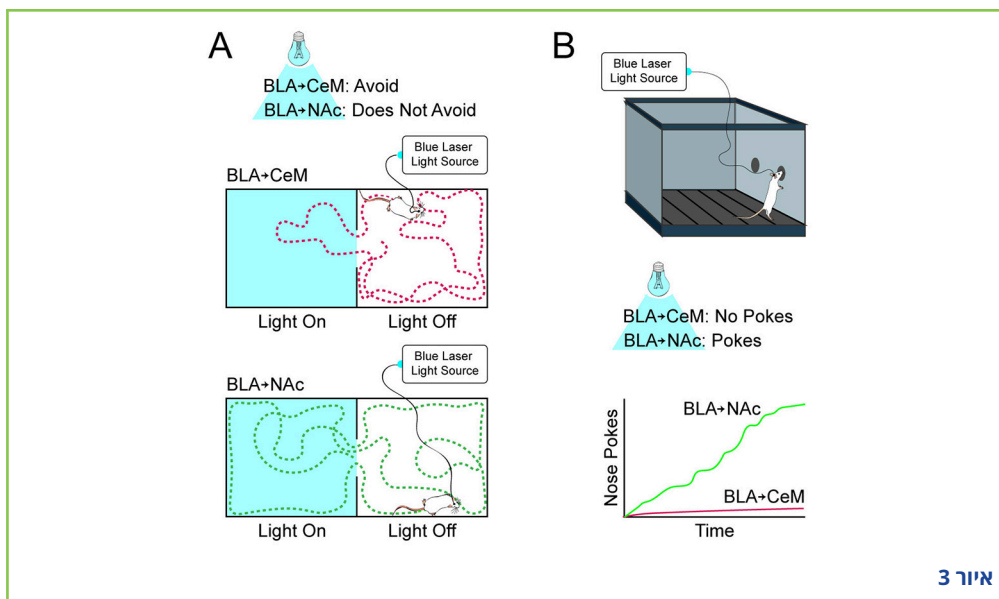 A
BLA→CeM: Avoid
BLA→NAc: Does Not Avoid
Blue Laser
Light Source
BLA→CeM
Light On
Light Off
Blue Laser
Light Source
BLA→NAc
Light On
Light Off
B
Blue Laser
Light Source
BLA→CeM: No Pokes
BLA→NAc: Pokes
Nose Pokes
BLA→NAc
BLA→CeM
Time
איור 3